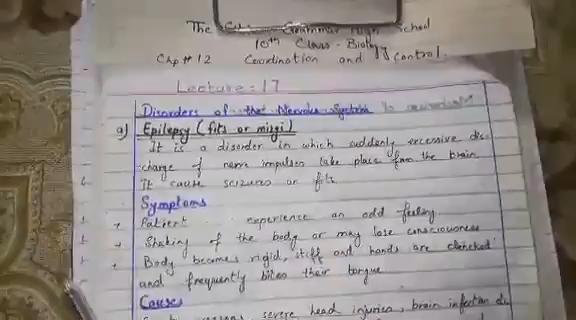 The Grammar High School
10th Class - Biology
Chp # 12 Coordination and Control.
Lecture : 17
Disorders of the Nervous System
a) Epilepsy (fits or mirgi)
It is a disorder in which suddenly excessive dis-
charge of nerve impulses take place from the brain
It cause seizures or fits
Symptoms
Patient experience an odd feeling
Shaking of the body or may lose consciousness
Body becomes rigid, stiff and hands are clenched
and frequently bites their tongue
Causes
severe head injuries, brain infection